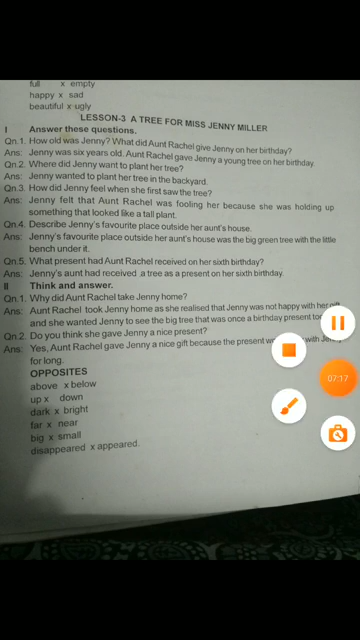 full x empty
happy x sad
beautiful x ugly
LESSON-3 A TREE FOR MISS JENNY MILLER
I Answer these questions.
Qn.1. How old was Jenny? What did Aunt Rachel give Jenny on her birthday?
Ans: Jenny was six years old. Aunt Rachel gave Jenny a young tree on her birthday.
Qn.2. Where did Jenny want to plant her tree?
Ans: Jenny wanted to plant her tree in the backyard.
Qn.3. How did Jenny feel when she first saw the tree?
Ans: Jenny felt that Aunt Rachel was fooling her because she was holding up
something that looked like a tall plant.
Qn.4. Describe Jenny's favourite place outside her aunt's house.
Ans: Jenny's favourite place outside her aunt's house was the big green tree with the little
bench under it.
Qn.5. What present had Aunt Rachel received on her sixth birthday?
Ans: Jenny's aunt had received a tree as a present on her sixth birthday.
II Think and answer.
Qn.1. Why did Aunt Rachel take Jenny home?
Ans: Aunt Rachel took Jenny home as she realised that Jenny was not happy with her
and she wanted Jenny to see the big tree that was once a birthday present
Qn.2. Do you think she gave Jenny a nice present?
Ans: Yes, Aunt Rachel gave Jenny a nice gift because the present with
for long.
OPPOSITES
above x below
up x down
dark x bright
far x near
big x small
disappeared x appeared.
07:17